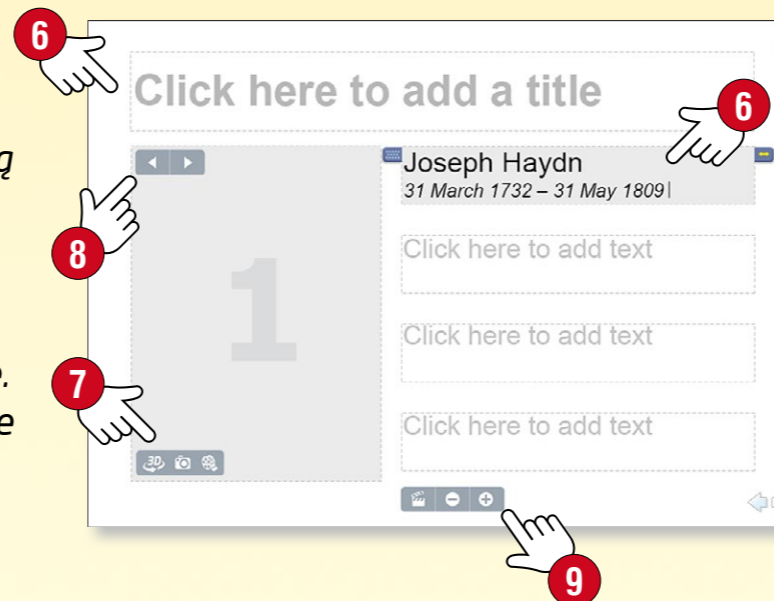 6
Click here to add a title
6
ą
Joseph Haydn
31 March 1732 – 31 May 1809
8
Click here to add text
1
Click here to add text
.
7
e
Click here to add text
3D
9